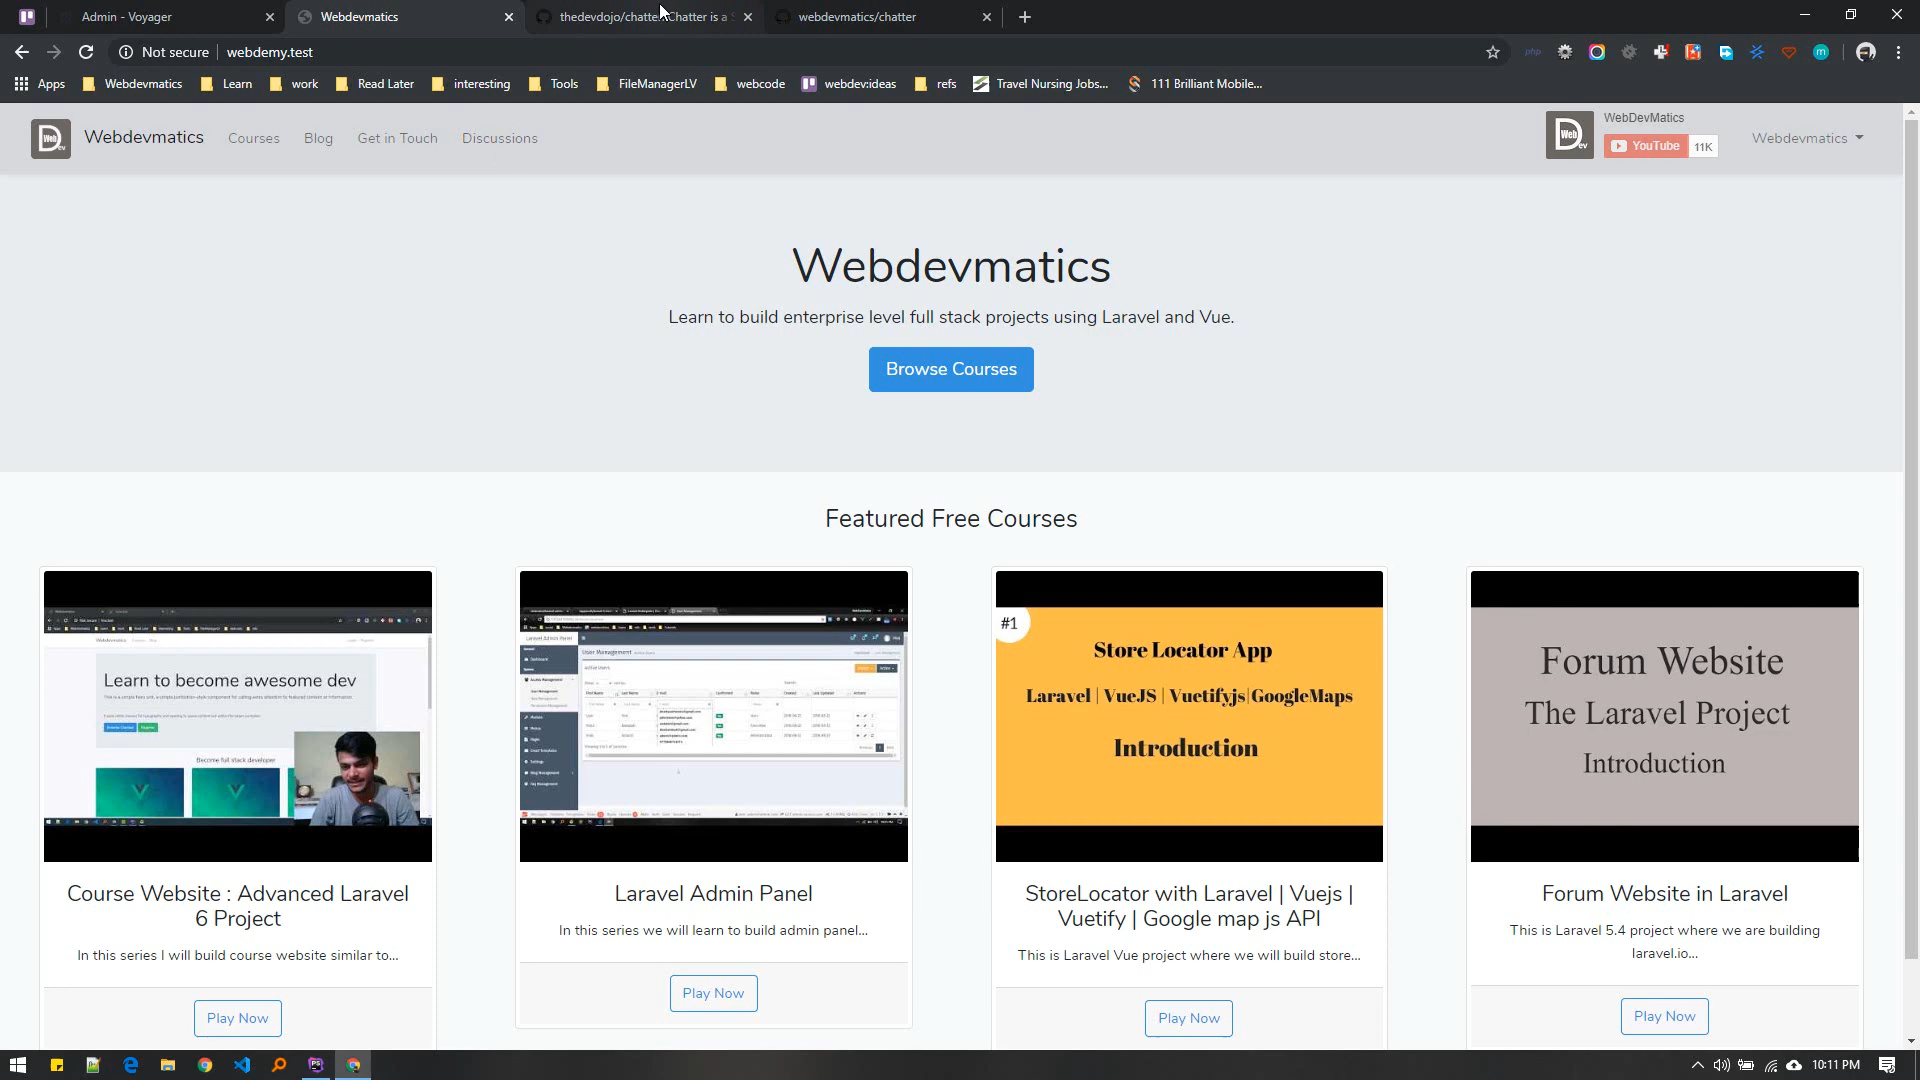 Admin - Voyager
Webdevmatics
thedevdojo/chatter: Chatter is a S
webdevmatics/chatter
Not secure
webdemy.test
Apps
Webdevmatics
Learn
work
Read Later
interesting
Tools
FileManagerLV
webcode
webdev:ideas
refs
Travel Nursing Jobs...
111 Brilliant Mobile...
Webdevmatics
Courses
Blog
Get in Touch
Discussions
WebDevMatics
YouTube
11K
Webdevmatics
Webdevmatics
Learn to build enterprise level full stack projects using Laravel and Vue.
Browse Courses
Featured Free Courses
Learn to become awesome dev
Become full stack developer
Course Website : Advanced Laravel
6 Project
In this series I will build course website similar to...
Play Now
Laravel Admin Panel
User Management
Laravel Admin Panel
In this series we will learn to build admin panel...
Play Now
#1
Store Locator App
Laravel | VueJS | Vuetifyjs|GoogleMaps
Introduction
StoreLocator with Laravel | Vuejs |
Vuetify | Google map js API
This is Laravel Vue project where we will build store...
Play Now
Forum Website
The Laravel Project
Introduction
Forum Website in Laravel
This is Laravel 5.4 project where we are building
laravel.io...
Play Now
10:11 PM